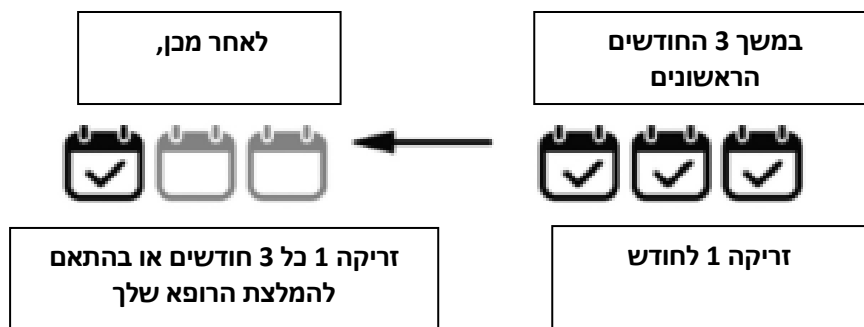 במשך 3 החודשים
הראשונים
לאחר מכן,
זריקה 1 לחודש
זריקה 1 כל 3 חודשים או בהתאם
להמלצת הרופא שלך